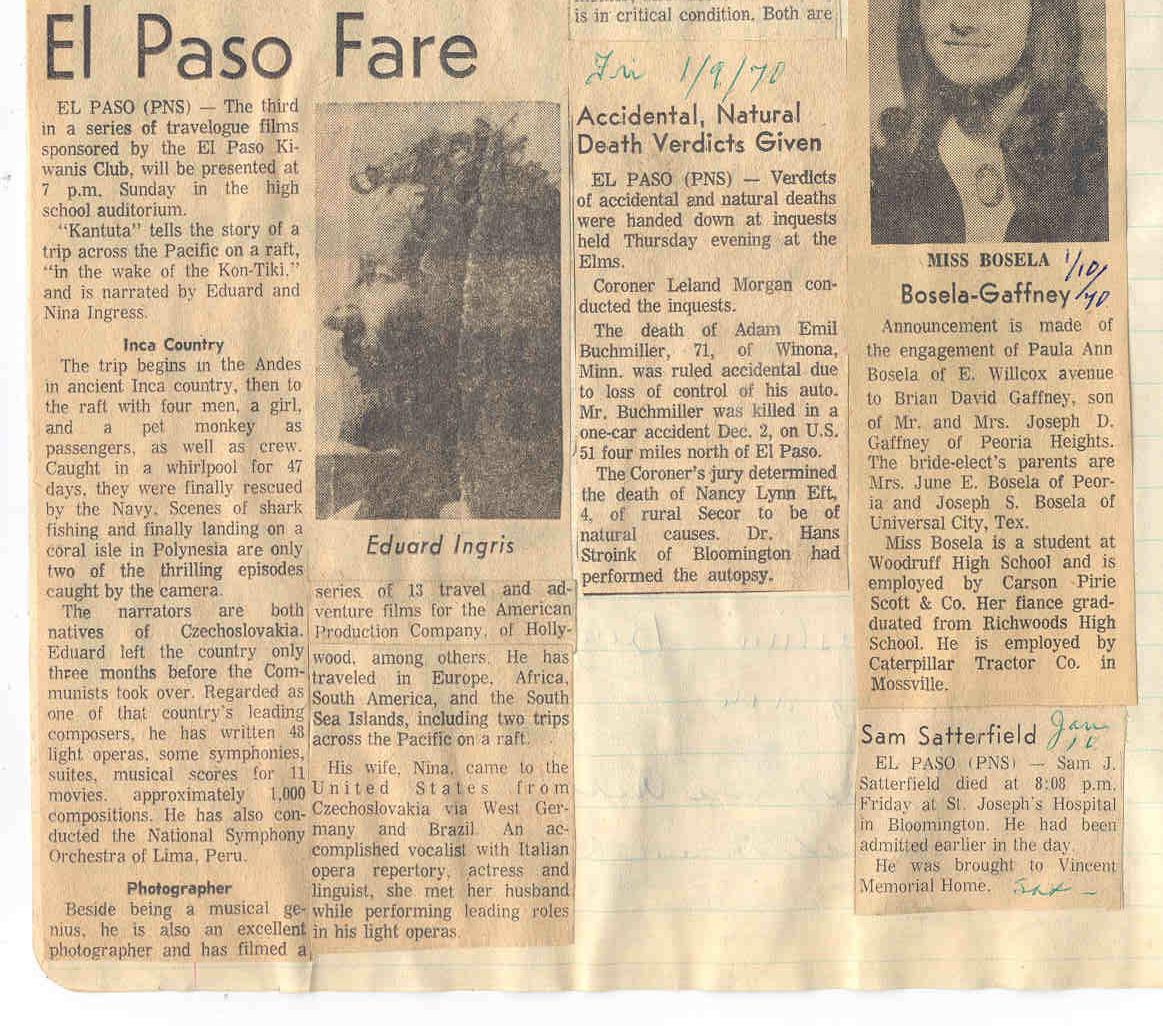 El Paso Fare
EL PASO (PNS) — The third
in a series of travelogue films
sponsored by the El Paso Ki-
wanis Club, will be presented at
7 p.m. Sunday in the high
school auditorium.
"Kantuta" tells the story of a
trip across the Pacific on a raft,
"in the wake of the Kon-Tiki."
and is narrated by Eduard and
Nina Ingress.
Inca Country
The trip begins in the Andes
in ancient Inca country, then to
the raft with four men, a girl,
and a pet monkey as
passengers, as well as crew.
Caught in a whirlpool for 47
days, they were finally rescued
by the Navy. Scenes of shark
fishing and finally landing on a
coral isle in Polynesia are only
two of the thrilling episodes
caught by the camera.
The narrators are both
natives of Czechoslovakia.
Eduard left the country only
three months before the Com-
munists took over. Regarded as
one of that country's leading
composers, he has written 48
light operas, some symphonies,
suites, musical scores for 11
movies, approximately 1,000
compositions. He has also con-
ducted the National Symphony
Orchestra of Lima, Peru.
Photographer
Beside being a musical ge-
nius, he is also an excellent
photographer and has filmed a
Eduard Ingris
series of 13 travel and ad-
venture films for the American
Production Company, of Holly-
wood, among others. He has
traveled in Europe, Africa,
South America, and the South
Sea Islands, including two trips
across the Pacific on a raft.
His wife, Nina, came to the
United States from
Czechoslovakia via West Ger-
many and Brazil. An ac-
complished vocalist with Italian
opera repertory, actress and
linguist, she met her husband
while performing leading roles
in his light operas.
is in critical condition. Both are
Fri 1/9/70
Accidental, Natural
Death Verdicts Given
EL PASO (PNS) — Verdicts
of accidental and natural deaths
were handed down at inquests
held Thursday evening at the
Elms.
Coroner Leland Morgan con-
ducted the inquests.
The death of Adam Emil
Buchmiller, 71, of Winona,
Minn. was ruled accidental due
to loss of control of his auto.
Mr. Buchmiller was killed in a
one-car accident Dec. 2, on U.S.
51 four miles north of El Paso.
The Coroner's jury determined
the death of Nancy Lynn Eft,
4, of rural Secor to be of
natural causes. Dr. Hans
Stroink of Bloomington had
performed the autopsy.
MISS BOSELA 1/10/
Bosela-Gaffney 70
Announcement is made of
the engagement of Paula Ann
Bosela of E. Willcox avenue
to Brian David Gaffney, son
of Mr. and Mrs. Joseph D.
Gaffney of Peoria Heights.
The bride-elect's parents are
Mrs. June E. Bosela of Peor-
ia and Joseph S. Bosela of
Universal City, Tex.
Miss Bosela is a student at
Woodruff High School and is
employed by Carson Pirie
Scott & Co. Her fiance grad-
uated from Richwoods High
School. He is employed by
Caterpillar Tractor Co. in
Mossville.
Sam Satterfield Jan
10
EL PASO (PNS) — Sam J.
Satterfield died at 8:08 p.m.
Friday at St. Joseph's Hospital
in Bloomington. He had been
admitted earlier in the day.
He was brought to Vincent
Memorial Home. Sat —